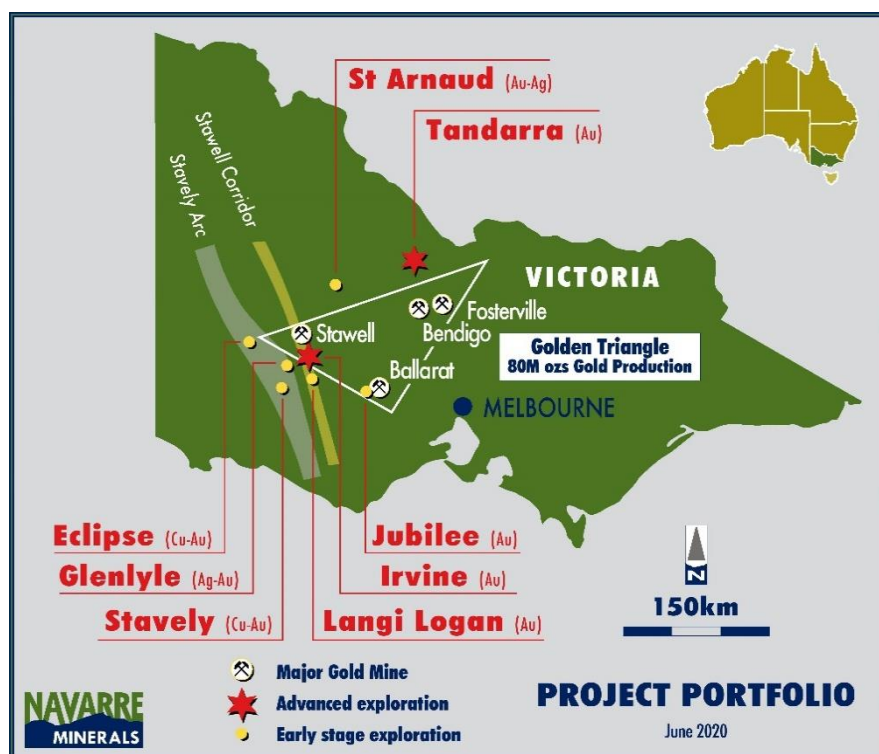 St Arnaud (Au-Ag)
Tandarra (Au)
Stawell Corridor
Stavely Arc
VICTORIA
Fosterville
Bendigo
Stawell
Golden Triangle
80M ozs Gold Production
Ballarat
MELBOURNE
Eclipse (Cu-Au)
Jubilee (Au)
Glenlyle (Ag-Au)
Irvine (Au)
Stavely (Cu-Au)
Langi Logan (Au)
N
150km
Major Gold Mine
Advanced exploration
Early stage exploration
NAVARRE
MINERALS
PROJECT PORTFOLIO
June 2020